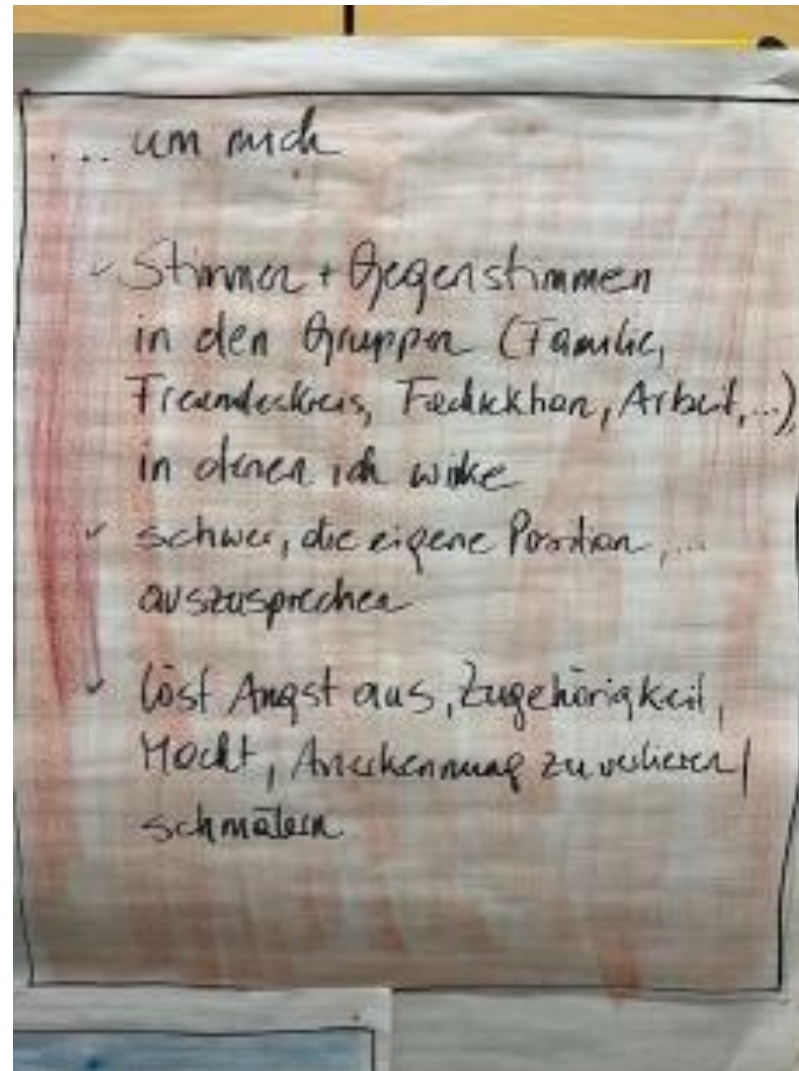 .... um mich
✓ Stimmen + Gegenstimmen
in den Gruppen (Familie,
Freundeskreis, Arbeit, ...),
in denen ich wirke
✓ schwer, die eigene Position, ...
auszusprechen
✓ löst Angst aus, Zugehörigkeit,
Macht, Anerkennung zu verlieren/
schmälern